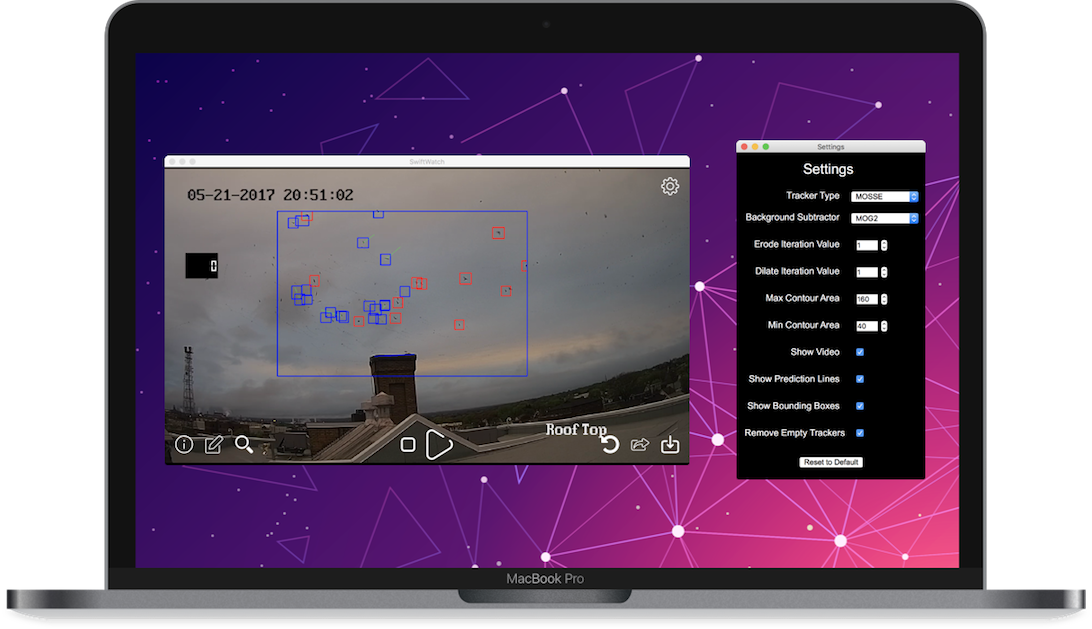 SwiftWatch
05-21-2017 20:51:02
0
Roof Top
Settings
Settings
Tracker Type MOSSE
Background Subtractor MOG2
Erode Iteration Value 1
Dilate Iteration Value 1
Max Contour Area 160
Min Contour Area 40
Show Video
Show Prediction Lines
Show Bounding Boxes
Remove Empty Trackers
Reset to Default
MacBook Pro